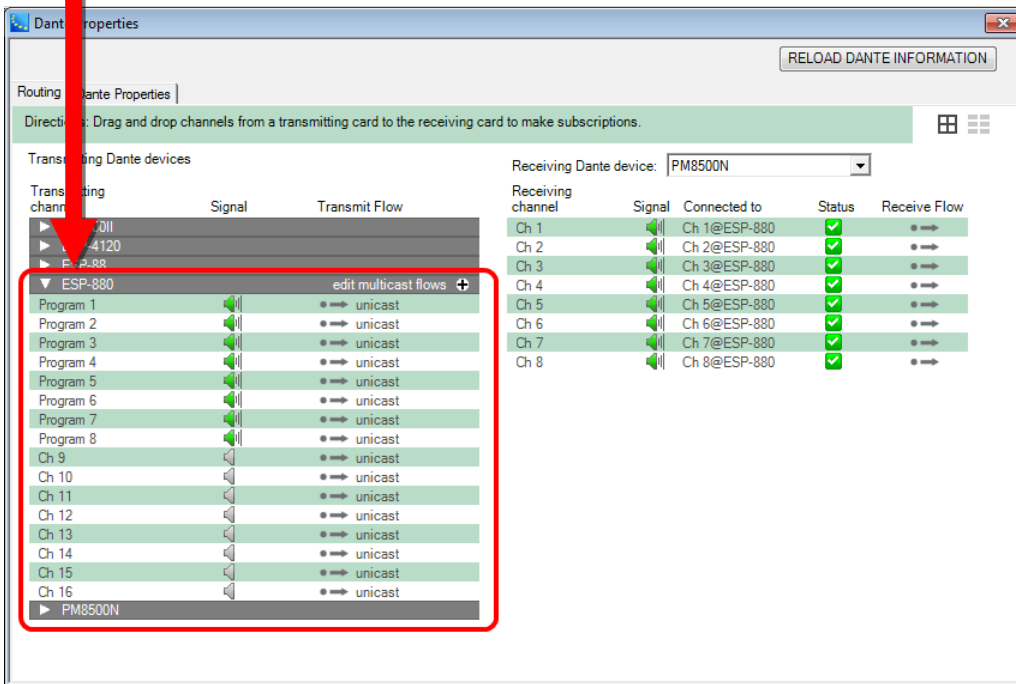 Dante Properties
RELOAD DANTE INFORMATION
Routing Dante Properties
Directions: Drag and drop channels from a transmitting card to the receiving card to make subscriptions.
Transmitting Dante devices
Transmitting
channel Signal Transmit Flow
ESP-4120
ESP-88
ESP-880 edit multicast flows
Program 1 unicast
Program 2 unicast
Program 3 unicast
Program 4 unicast
Program 5 unicast
Program 6 unicast
Program 7 unicast
Program 8 unicast
Ch 9 unicast
Ch 10 unicast
Ch 11 unicast
Ch 12 unicast
Ch 13 unicast
Ch 14 unicast
Ch 15 unicast
Ch 16 unicast
PM8500N
Receiving Dante device: PM8500N
Receiving
channel Signal Connected to Status Receive Flow
Ch 1 Ch 1@ESP-880
Ch 2 Ch 2@ESP-880
Ch 3 Ch 3@ESP-880
Ch 4 Ch 4@ESP-880
Ch 5 Ch 5@ESP-880
Ch 6 Ch 6@ESP-880
Ch 7 Ch 7@ESP-880
Ch 8 Ch 8@ESP-880